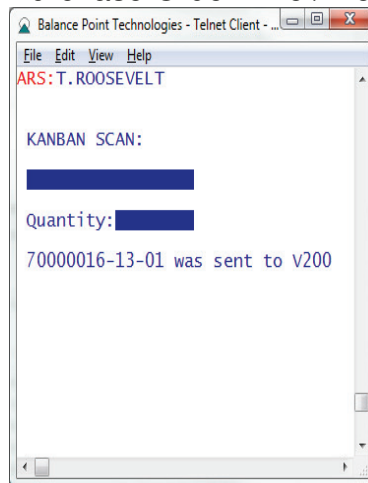 Balance Point Technologies - Telnet Client - ...
File Edit View Help
ARS:T.ROOSEVELT
KANBAN SCAN:
Quantity:
70000016-13-01 was sent to V200